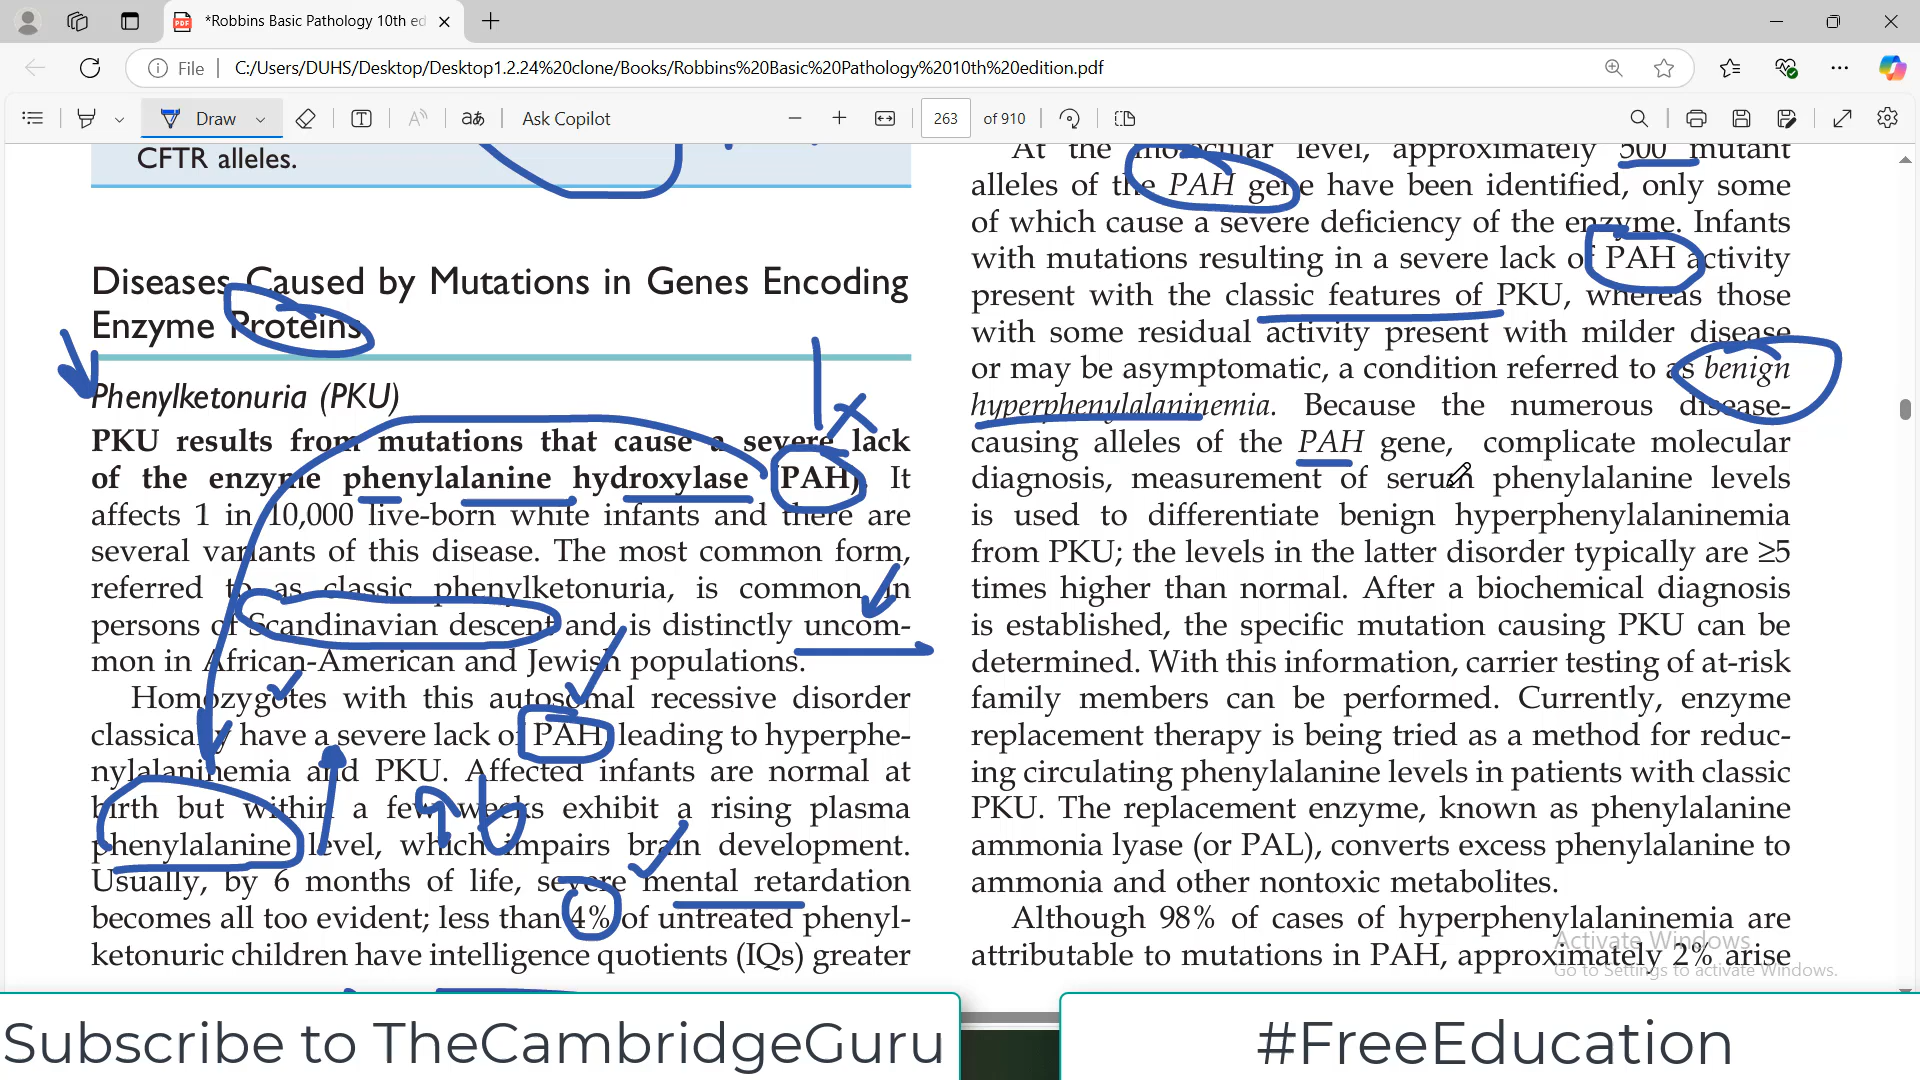 *Robbins Basic Pathology 10th ed
File
C:/Users/DUHS/Desktop/Desktop1.2.24%20clone/Books/Robbins%20Basic%20Pathology%2010th%20edition.pdf
Draw
Ask Copilot
263 of 910
CFTR alleles.
Diseases Caused by Mutations in Genes Encoding
Enzyme Proteins
Phenylketonuria (PKU)
PKU results from mutations that cause a severe lack
of the enzyme phenylalanine hydroxylase (PAH). It
affects 1 in 10,000 live-born white infants and there are
several variants of this disease. The most common form,
referred to as classic phenylketonuria, is common in
persons of Scandinavian descent and is distinctly uncom-
mon in African-American and Jewish populations.
Homozygotes with this autosomal recessive disorder
classically have a severe lack of PAH, leading to hyperphe-
nylalaninemia and PKU. Affected infants are normal at
birth but within a few weeks exhibit a rising plasma
phenylalanine level, which impairs brain development.
Usually, by 6 months of life, severe mental retardation
becomes all too evident; less than 4% of untreated phenyl-
ketonuric children have intelligence quotients (IQs) greater
At the molecular level, approximately 500 mutant
alleles of the PAH gene have been identified, only some
of which cause a severe deficiency of the enzyme. Infants
with mutations resulting in a severe lack of PAH activity
present with the classic features of PKU, whereas those
with some residual activity present with milder disease
or may be asymptomatic, a condition referred to as benign
hyperphenylalaninemia. Because the numerous disease-
causing alleles of the PAH gene, complicate molecular
diagnosis, measurement of serum phenylalanine levels
is used to differentiate benign hyperphenylalaninemia
from PKU; the levels in the latter disorder typically are ≥5
times higher than normal. After a biochemical diagnosis
is established, the specific mutation causing PKU can be
determined. With this information, carrier testing of at-risk
family members can be performed. Currently, enzyme
replacement therapy is being tried as a method for reduc-
ing circulating phenylalanine levels in patients with classic
PKU. The replacement enzyme, known as phenylalanine
ammonia lyase (or PAL), converts excess phenylalanine to
ammonia and other nontoxic metabolites.
Although 98% of cases of hyperphenylalaninemia are
attributable to mutations in PAH, approximately 2% arise
Activate Windows
Go to Settings to activate Windows.
Subscribe to TheCambridgeGuru
#FreeEducation